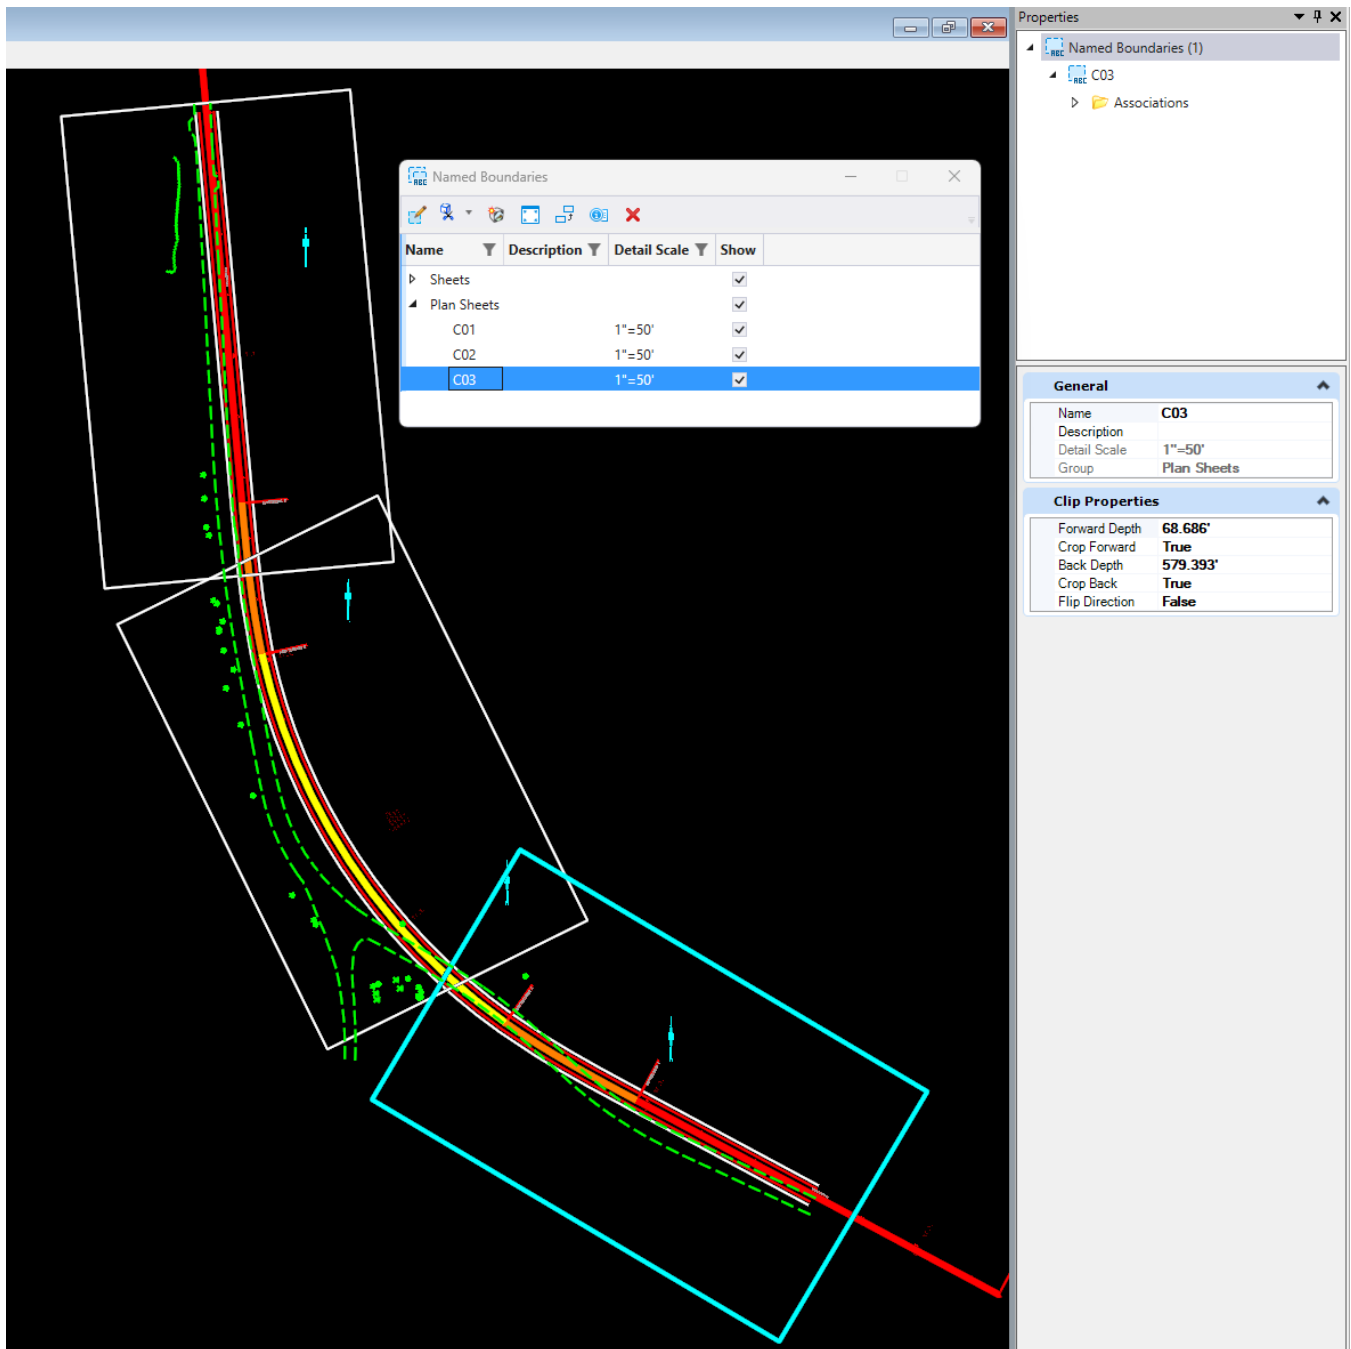 Properties
Named Boundaries (1)
C03
Associations
Named Boundaries
Name Description Detail Scale Show
Sheets
Plan Sheets
C01 1"=50'
C02 1"=50'
C03 1"=50'
General
Name C03
Description
Detail Scale 1"=50'
Group Plan Sheets
Clip Properties
Forward Depth 68.686'
Crop Forward True
Back Depth 579.393'
Crop Back True
Flip Direction False